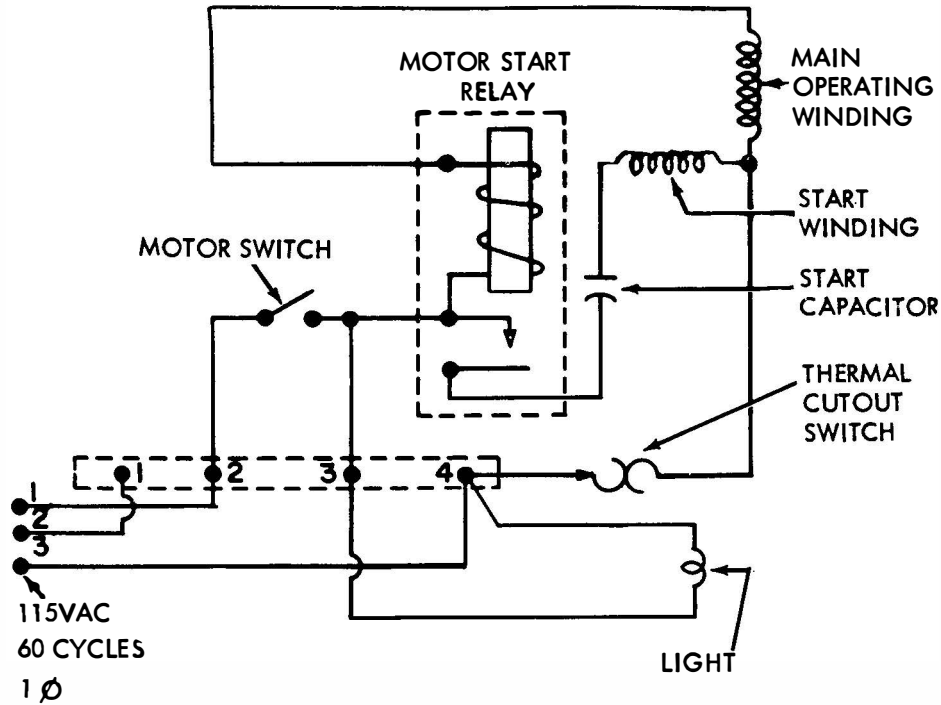 MOTOR START
RELAY
MAIN
OPERATING
WINDING
START
WINDING
MOTOR SWITCH
START
CAPACITOR
THERMAL
CUTOUT
SWITCH
1 2 3 4
1
2
3
115VAC
60 CYCLES
1 Ø
LIGHT